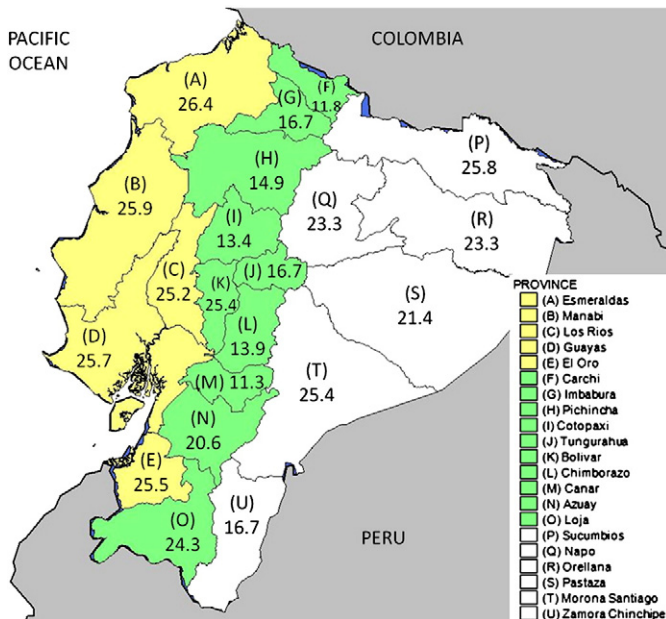 PACIFIC
OCEAN
COLOMBIA
(A)
26.4
(F)
11.8
(G)
16.7
(P)
25.8
(H)
14.9
(B)
25.9
(Q)
23.3
(R)
23.3
(I)
13.4
(C)
25.2
(J) 16.7
(K)
25.4
(S)
21.4
(D)
25.7
(L)
13.9
(T)
25.4
(M) 11.3
(N)
20.6
(E)
25.5
(U)
16.7
(O)
24.3
PERU
PROVINCE
(A) Esmeraldas
(B) Manabi
(C) Los Rios
(D) Guayas
(E) El Oro
(F) Carchi
(G) Imbabura
(H) Pichincha
(I) Cotopaxi
(J) Tungurahua
(K) Bolivar
(L) Chimborazo
(M) Canar
(N) Azuay
(O) Loja
(P) Sucumbios
(Q) Napo
(R) Orellana
(S) Pastaza
(T) Morona Santiago
(U) Zamora Chinchipe